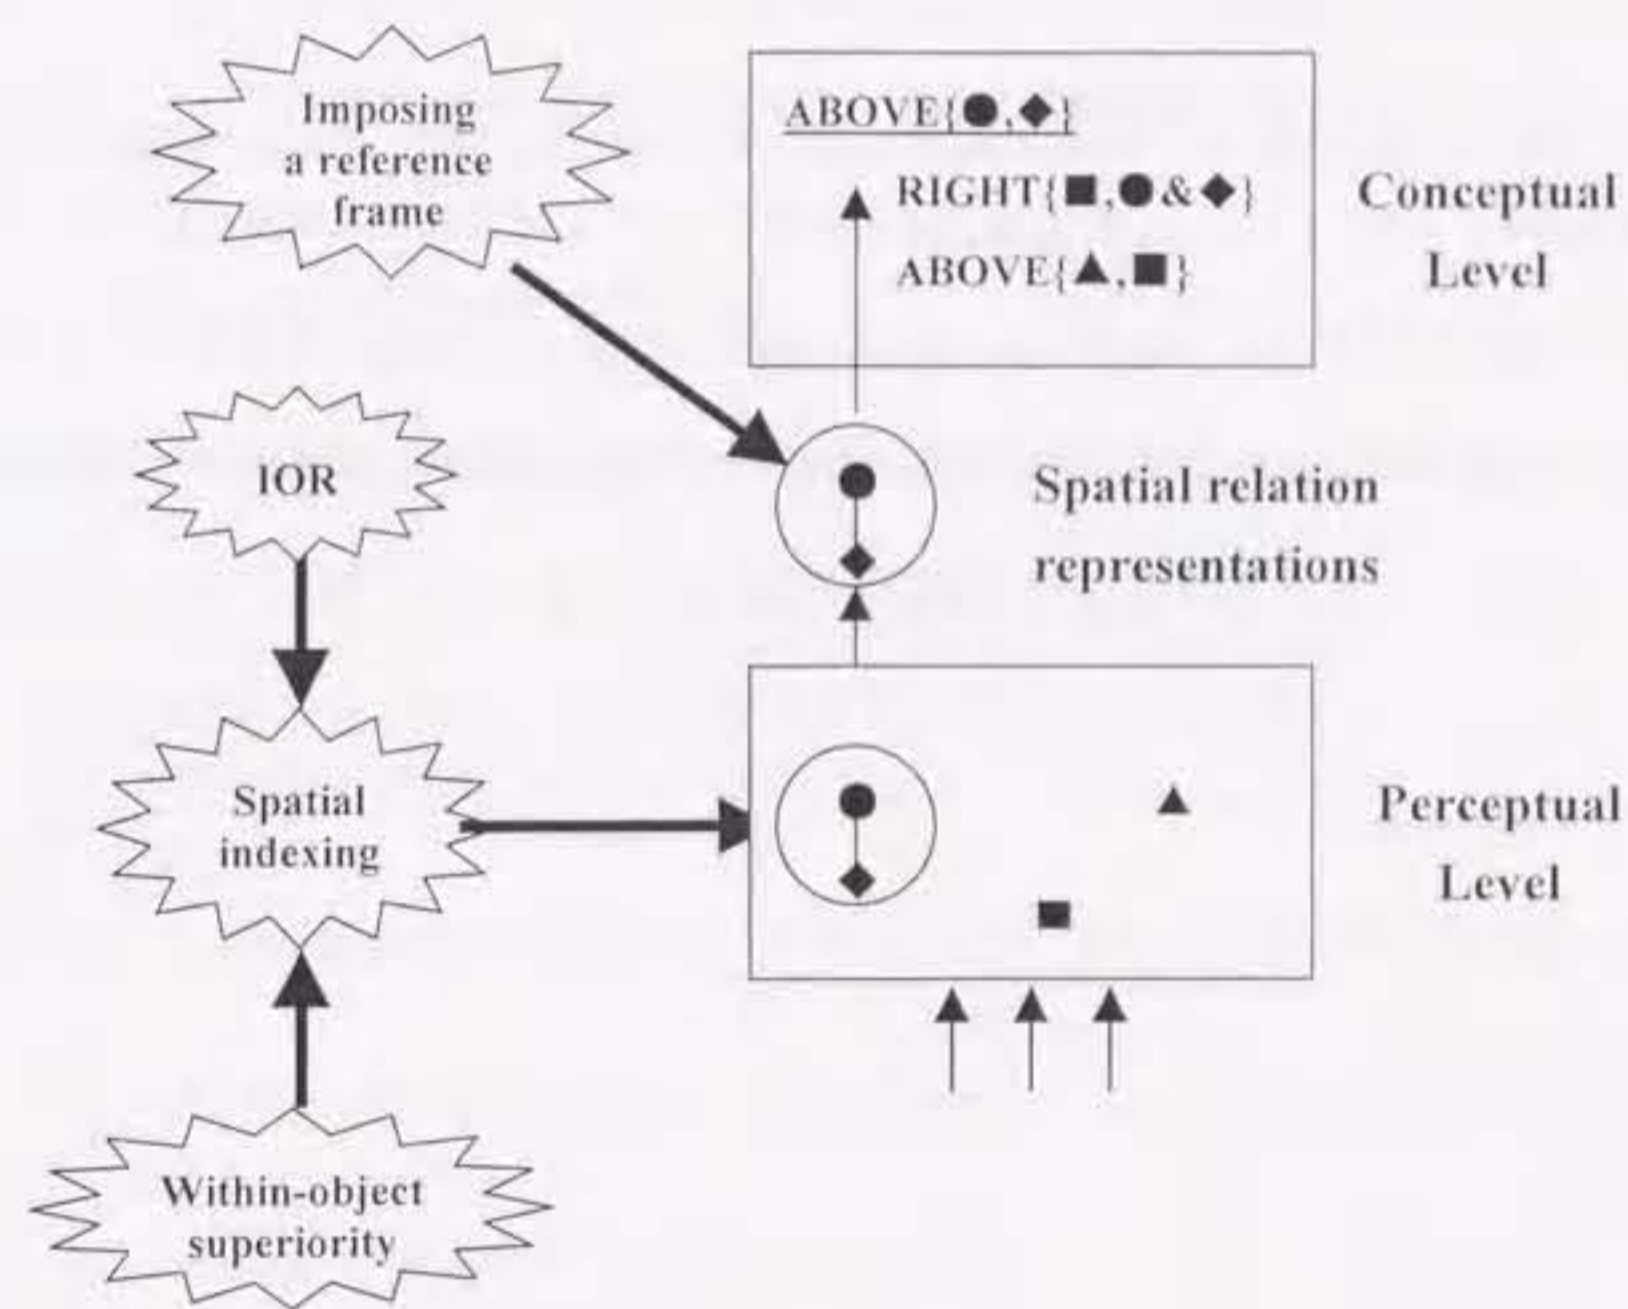 Imposing
a reference
frame
ABOVE{●,◆}
RIGHT{■,●&◆}
ABOVE{▲,■}
Conceptual
Level
IOR
Spatial relation
representations
Spatial
indexing
Perceptual
Level
Within-object
superiority